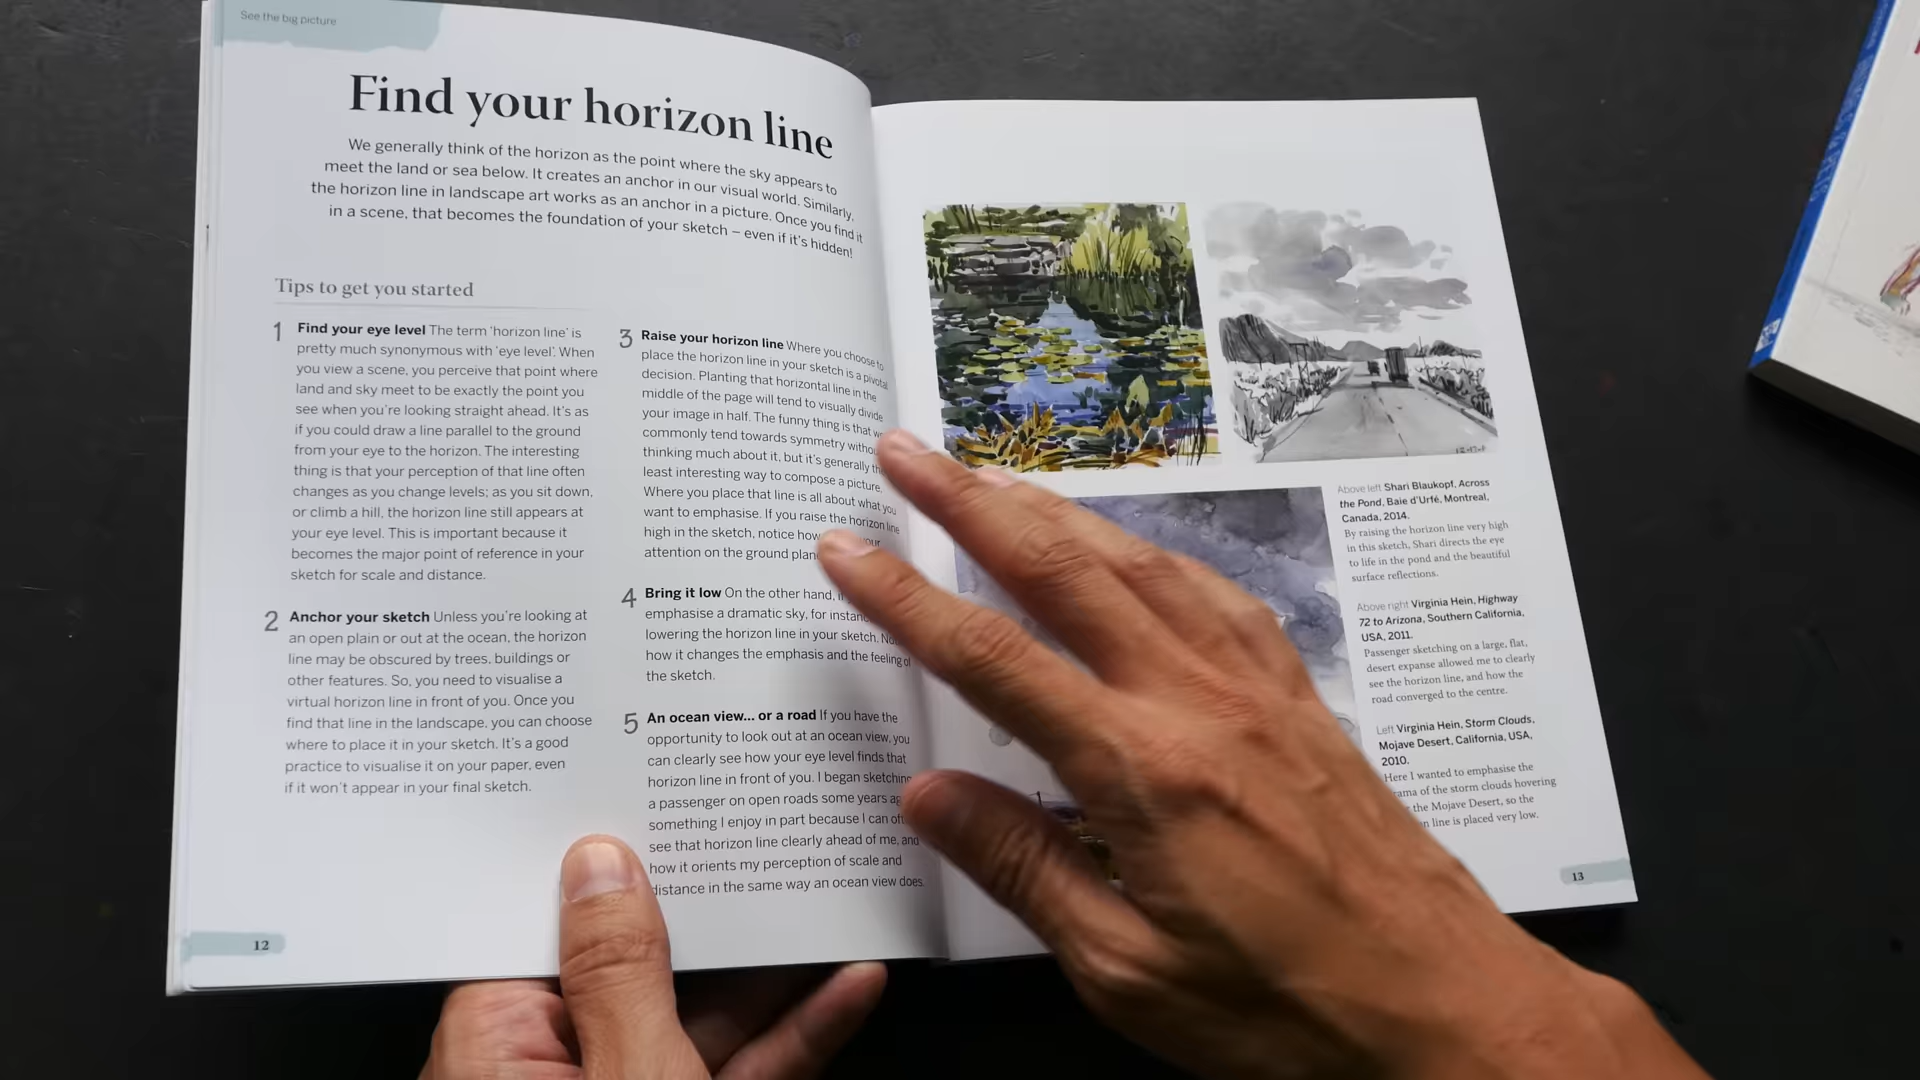 See the big picture
Find your horizon line
We generally think of the horizon as the point where the sky appears to
meet the land or sea below. It creates an anchor in our visual world. Similarly,
the horizon line in landscape art works as an anchor in a picture. Once you find it
in a scene, that becomes the foundation of your sketch – even if it's hidden!
Tips to get you started
1 Find your eye level The term 'horizon line' is
pretty much synonymous with 'eye level'. When
you view a scene, you perceive that point where
land and sky meet to be exactly the point you
see when you're looking straight ahead. It's as
if you could draw a line parallel to the ground
from your eye to the horizon. The interesting
thing is that your perception of that line often
changes as you change levels; as you sit down,
or climb a hill, the horizon line still appears at
your eye level. This is important because it
becomes the major point of reference in your
sketch for scale and distance.
2 Anchor your sketch Unless you're looking at
an open plain or out at the ocean, the horizon
line may be obscured by trees, buildings or
other features. So, you need to visualise a
virtual horizon line in front of you. Once you
find that line in the landscape, you can choose
where to place it in your sketch. It's a good
practice to visualise it on your paper, even
if it won't appear in your final sketch.
3 Raise your horizon line Where you choose to
place the horizon line in your sketch is a pivotal
decision. Planting that horizontal line in the
middle of the page will tend to visually divide
your image in half. The funny thing is that
commonly tend towards symmetry
thinking much about it, but it's generally
least interesting way to compose a picture.
Where you place that line is all about what you
want to emphasise. If you raise the horizon line
high in the sketch, notice how your
attention on the ground
4 Bring it low On the other hand,
emphasise a dramatic sky, for
lowering the horizon line in your sketch.
how it changes the emphasis and the feeling of
the sketch.
5 An ocean view... or a road If you have the
opportunity to look out at an ocean view, you
can clearly see how your eye level finds that
horizon line in front of you. I began sketching
a passenger on open roads some years
something I enjoy in part because I can
see that horizon line clearly ahead of me, and
how it orients my perception of scale and
distance in the same way an ocean view does.
12
Above left Shari Blaukopf, Across
the Pond, Baie d'Urfé, Montreal,
Canada, 2014.
By raising the horizon line very high
in this sketch, Shari directs the eye
to life in the pond and the beautiful
surface reflections.
Above right Virginia Hein, Highway
72 to Arizona, Southern California,
USA, 2011.
Passenger sketching on a large, flat,
desert expanse allowed me to clearly
see the horizon line, and how the
road converged to the centre.
Left Virginia Hein, Storm Clouds,
Mojave Desert, California, USA,
2010.
Here I wanted to emphasise the
of the storm clouds hovering
the Mojave Desert, so the
line is placed very low.
13